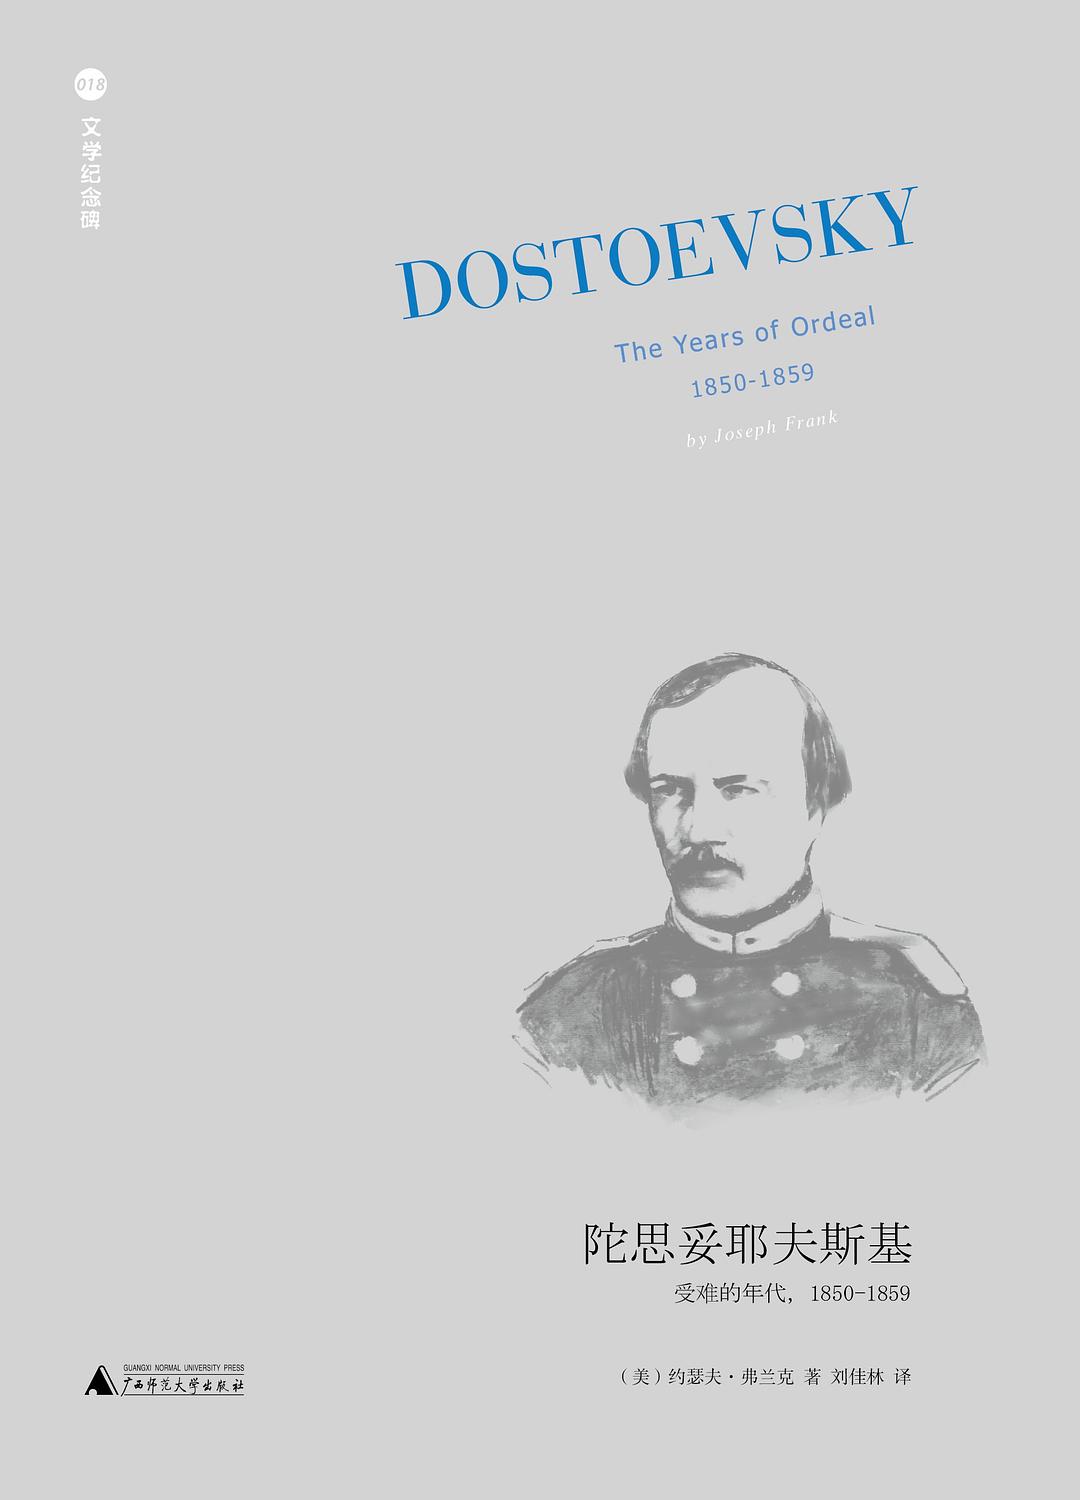 018
文学纪念碑
DOSTOEVSKY
The Years of Ordeal
1850-1859
by Joseph Frank
陀思妥耶夫斯基
受难的年代，1850-1859
（美）约瑟夫·弗兰克 著 刘佳林 译
GUANGXI NORMAL UNIVERSITY PRESS
广西师范大学出版社